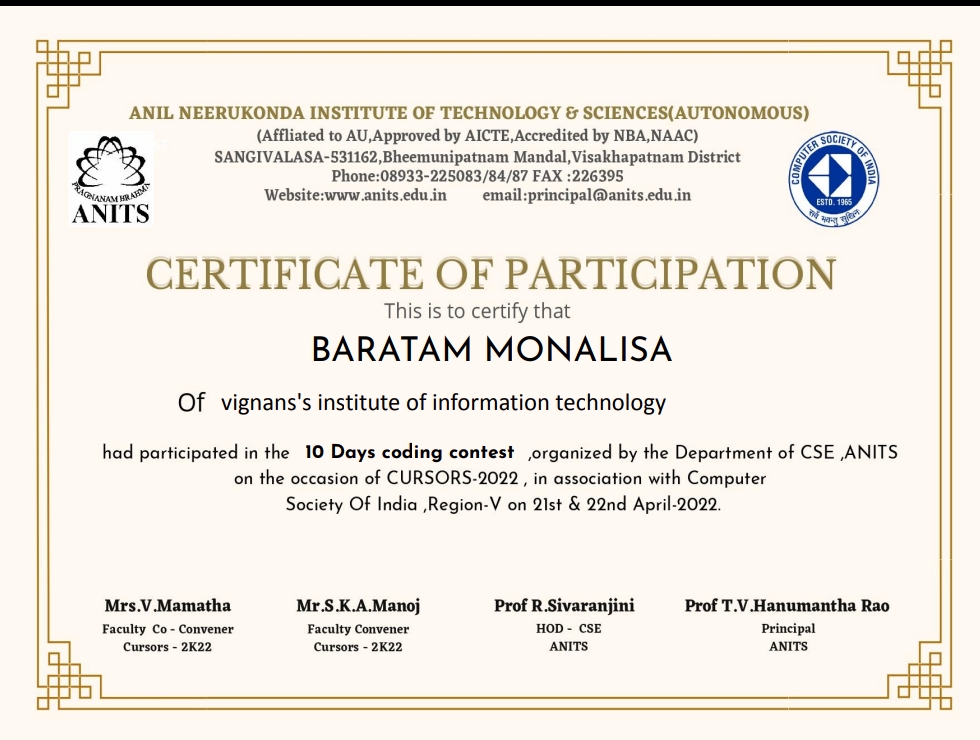 ANIL NEERUKONDA INSTITUTE OF TECHNOLOGY & SCIENCES(AUTONOMOUS)
(Affliated to AU,Approved by AICTE,Accredited by NBA,NAAC)
SANGIVALASA-531162,Bheemunipatnam Mandal,Visakhapatnam District
Phone:08933-225083/84/87 FAX :226395
Website:www.anits.edu.in email:principal@anits.edu.in
PRAGNANAM BRAHMA
ANITS
COMPUTER SOCIETY OF INDIA
ESTD. 1965
सर्वे भवन्तु सुखिनः
CERTIFICATE OF PARTICIPATION
This is to certify that
BARATAM MONALISA
Of vignans's institute of information technology
had participated in the 10 Days coding contest ,organized by the Department of CSE ,ANITS
on the occasion of CURSORS-2022 , in association with Computer
Society Of India ,Region-V on 21st & 22nd April-2022.
Mrs.V.Mamatha Mr.S.K.A.Manoj Prof R.Sivaranjini Prof T.V.Hanumantha Rao
Faculty Co - Convener Faculty Convener HOD - CSE Principal
Cursors - 2K22 Cursors - 2K22 ANITS ANITS